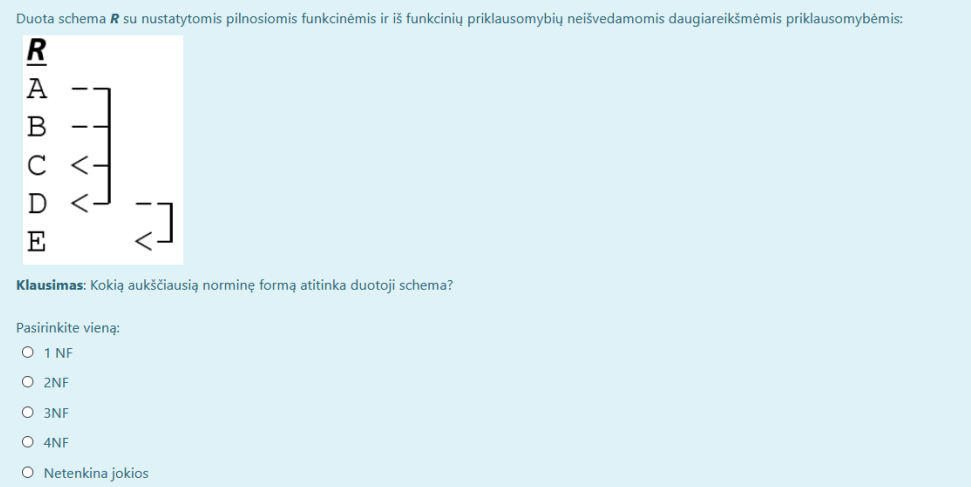 Duota schema R su nustatytomis pilnosiomis funkcinėmis ir iš funkcinių priklausomybių neišvedamomis daugiareikšmėmis priklausomybėmis:
R
A
B
C
D
E
Klausimas: Kokią aukščiausią norminę formą atitinka duotoji schema?
Pasirinkite vieną:
1 NF
2NF
3NF
4NF
Netenkina jokios